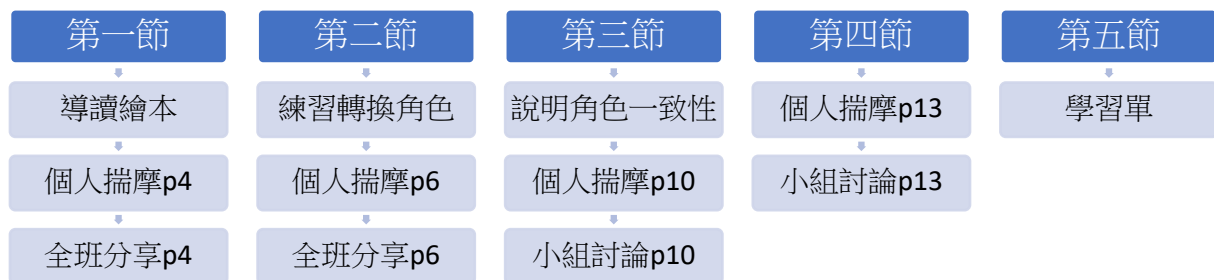 第一節
導讀繪本
個人揣摩p4
全班分享p4
第二節
練習轉換角色
個人揣摩p6
全班分享p6
第三節
說明角色一致性
個人揣摩p10
小組討論p10
第四節
個人揣摩p13
小組討論p13
第五節
學習單